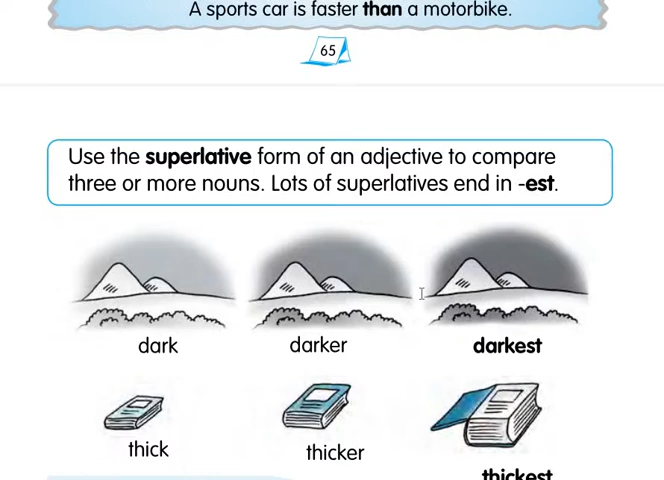 A sports car is faster than a motorbike.
65
Use the superlative form of an adjective to compare
three or more nouns. Lots of superlatives end in -est.
dark darker darkest
thick thicker
thickest